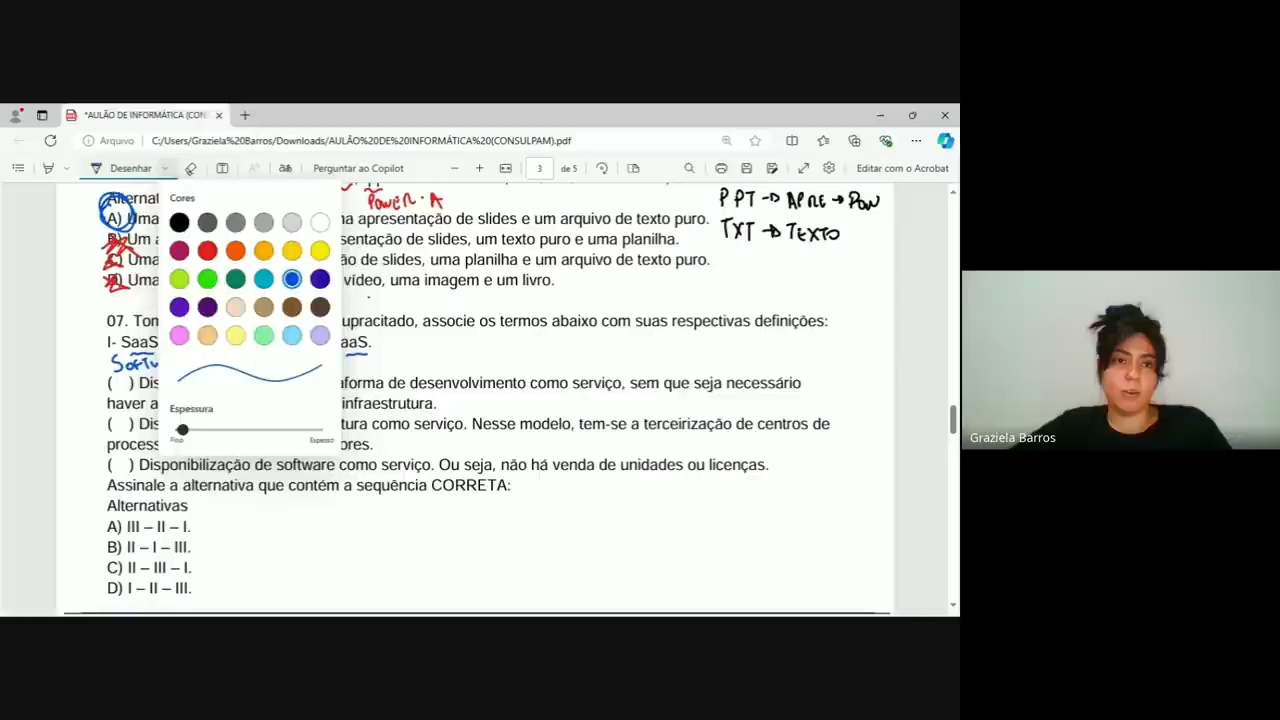 *AULÃO DE INFORMÁTICA (CON
Arquivo C:/Users/Graziela%20Barros/Downloads/AULÃO%20DE%20INFORMÁTICA%20(CONSULPAM).pdf
Desenhar aあ Perguntar ao Copilot 3 de 5 Editar com o Acrobat
Alternat
POWER.A
PPT → APRE → POW
A) Uma a apresentação de slides e um arquivo de texto puro.
TXT → TEXTO
Um a sentação de slides, um texto puro e uma planilha.
Uma ão de slides, uma planilha e um arquivo de texto puro.
Uma vídeo, uma imagem e um livro.
07. Tom upracitado, associe os termos abaixo com suas respectivas definições:
I- SaaS aaS.
SOFTW
( ) Dis aforma de desenvolvimento como serviço, sem que seja necessário
haver a infraestrutura.
( ) Dis tura como serviço. Nesse modelo, tem-se a terceirização de centros de
process ores.
( ) Disponibilização de software como serviço. Ou seja, não há venda de unidades ou licenças.
Assinale a alternativa que contém a sequência CORRETA:
Alternativas
A) III – II – I.
B) II – I – III.
C) II – III – I.
D) I – II – III.
Cores
Espessura
Fino Espesso
Graziela Barros